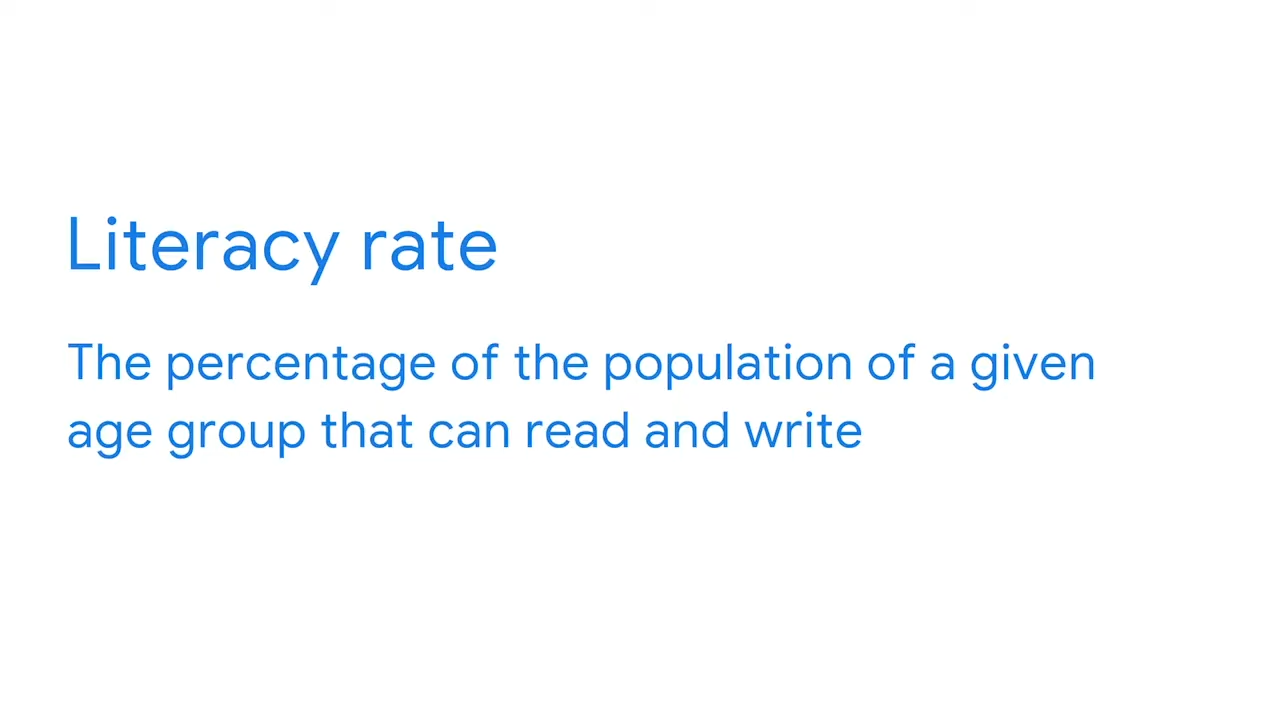 Literacy rate
The percentage of the population of a given
age group that can read and write